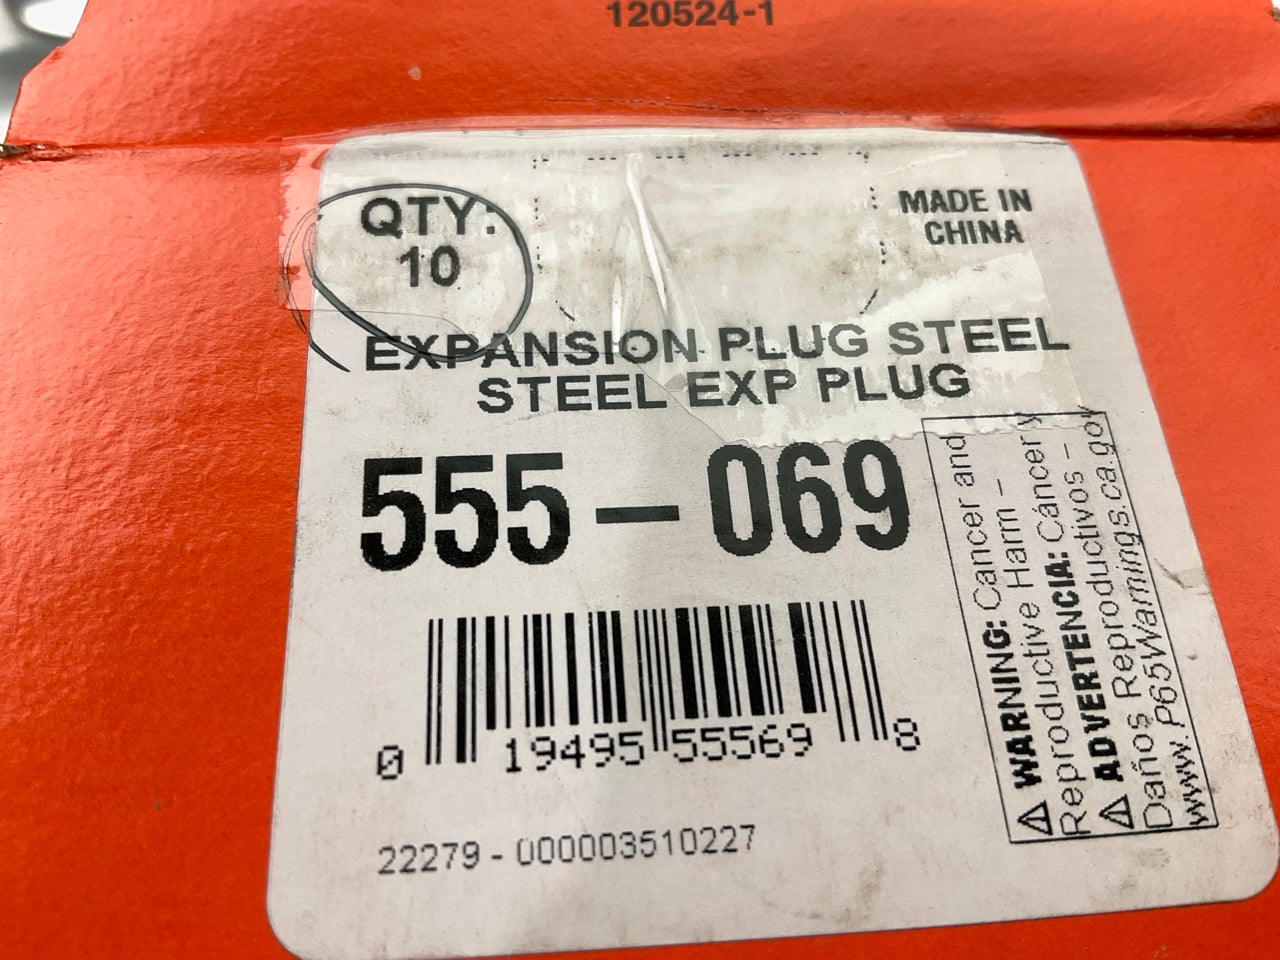 120524-1
QTY:
10
MADE IN
CHINA
EXPANSION PLUG STEEL
STEEL EXP PLUG
555-069
0 19495 55569 8
22279-000003510227
⚠ WARNING: Cancer and
Reproductive Harm -
⚠ ADVERTENCIA: Cáncer y
Daños Reproductivos -
www.P65Warnings.ca.gov